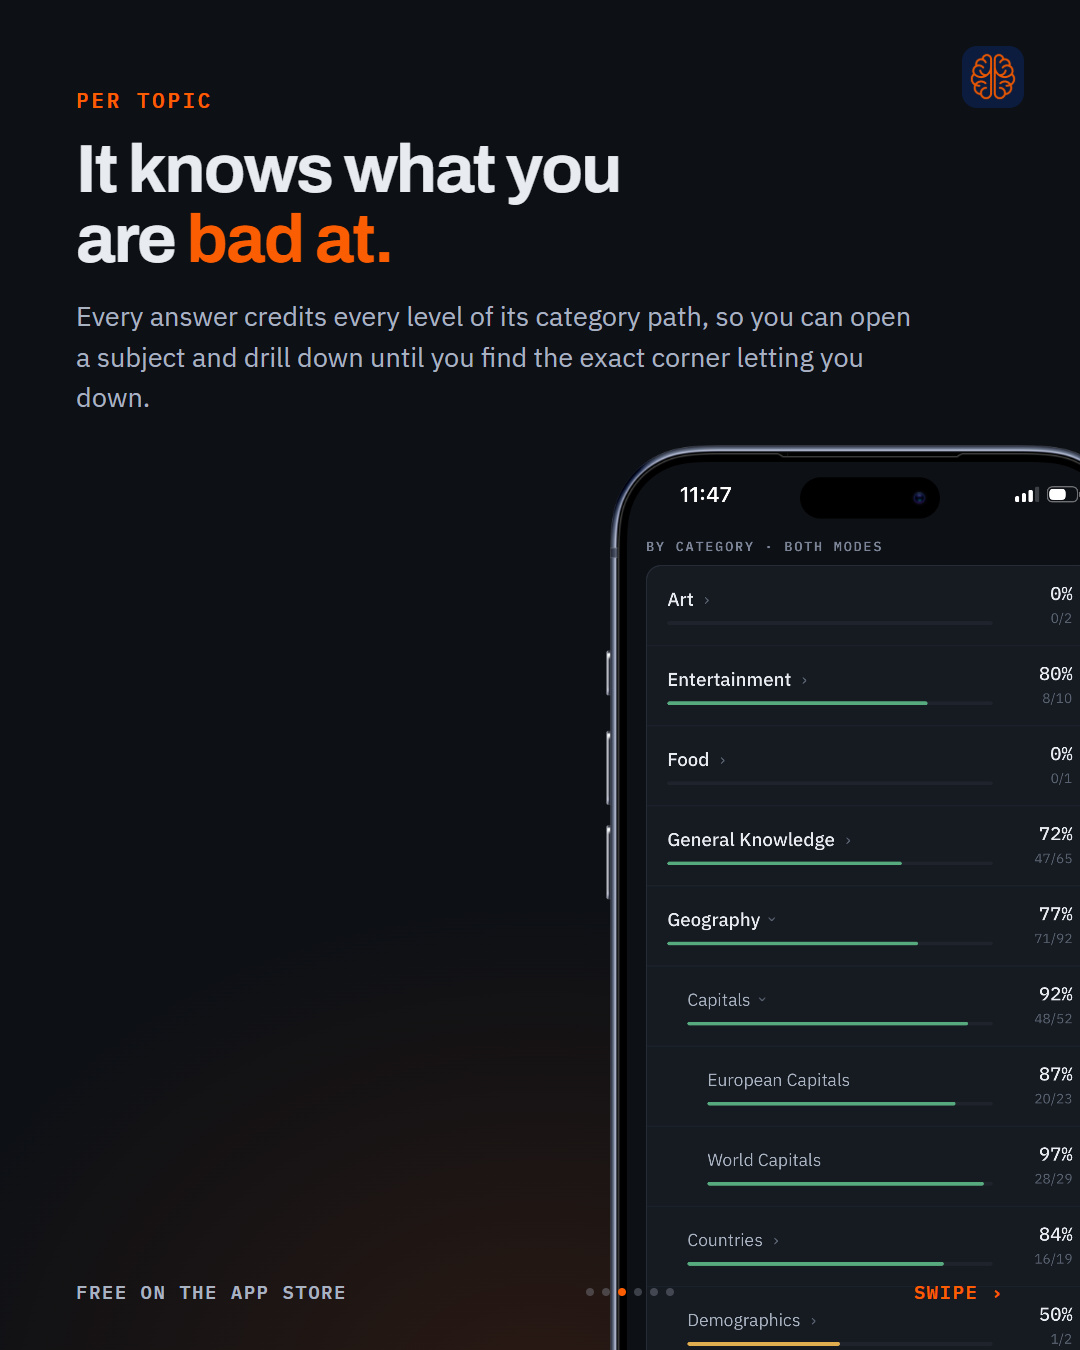 PER TOPIC
It knows what you
are bad at.
Every answer credits every level of its category path, so you can open
a subject and drill down until you find the exact corner letting you
down.
11:47
BY CATEGORY · BOTH MODES
Art › 0%
0/2
Entertainment › 80%
8/10
Food › 0%
0/1
General Knowledge › 72%
47/65
Geography 77%
71/92
Capitals 92%
48/52
European Capitals 87%
20/23
World Capitals 97%
28/29
Countries › 84%
16/19
FREE ON THE APP STORE
SWIPE ›
Demographics › 50%
1/2